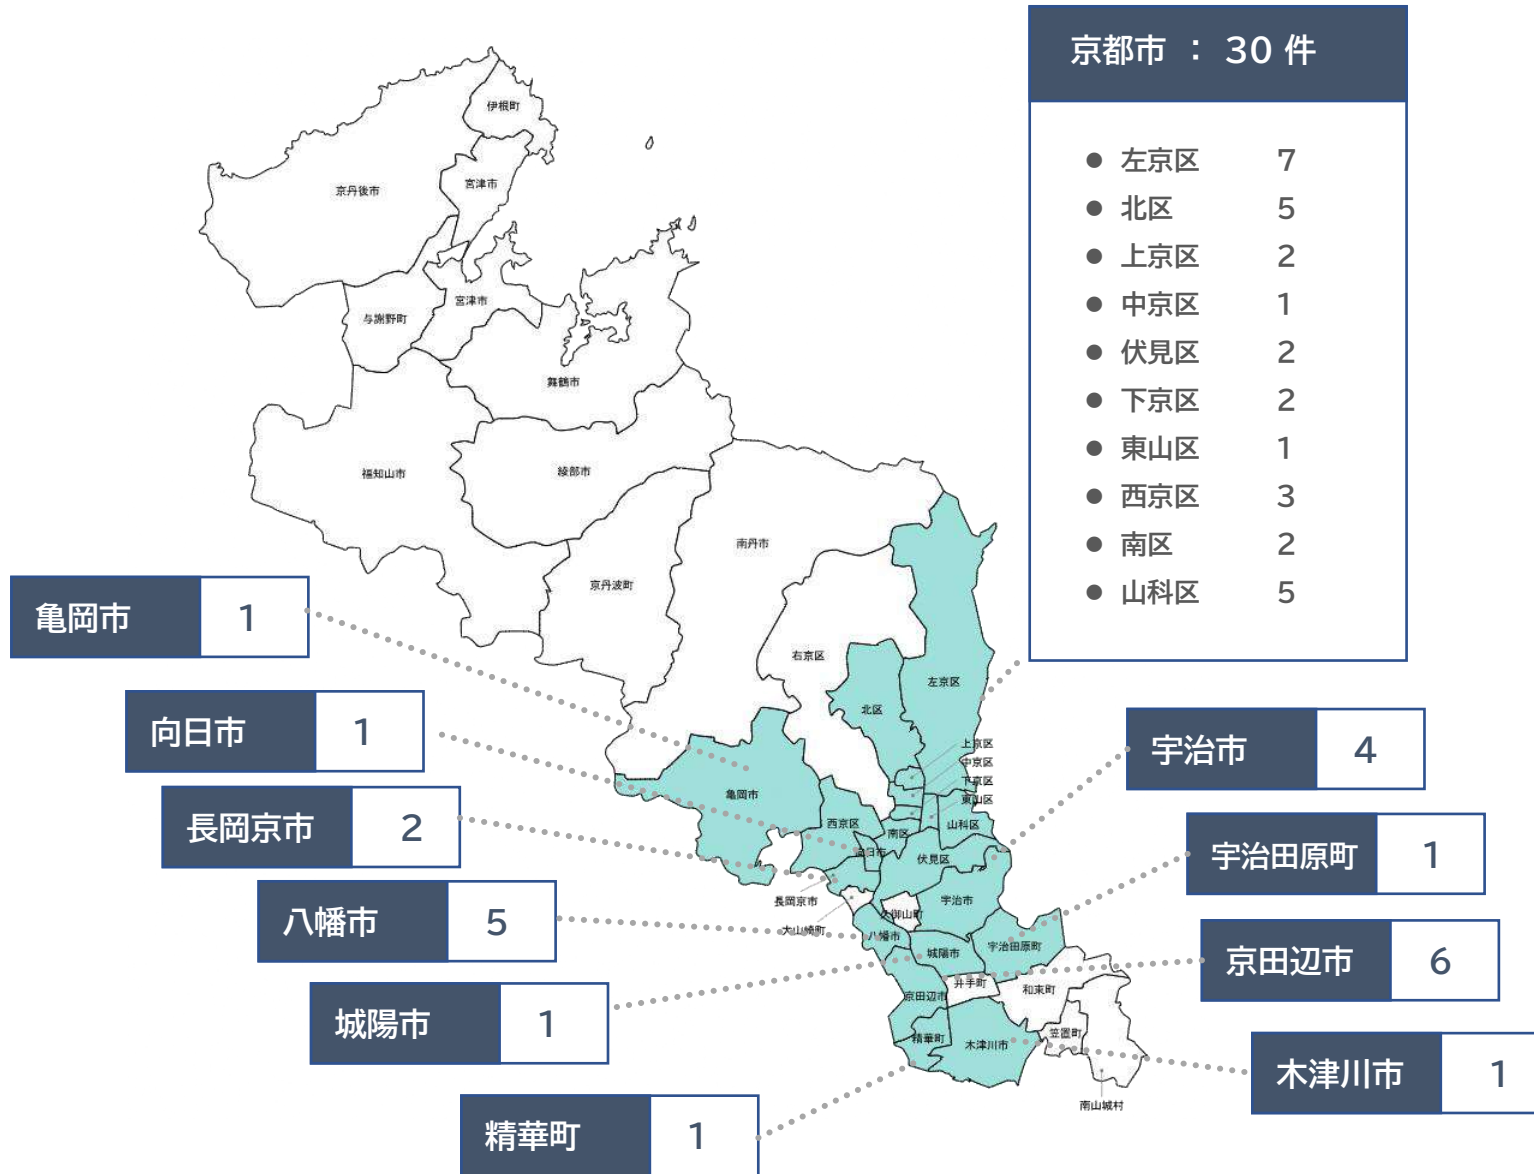 京都市 ： 30 件
● 左京区 7
● 北区 5
● 上京区 2
● 中京区 1
● 伏見区 2
● 下京区 2
● 東山区 1
● 西京区 3
● 南区 2
● 山科区 5
伊根町
京丹後市
宮津市
宮津市
与謝野町
舞鶴市
福知山市
綾部市
南丹市
京丹波町
右京区
左京区
北区
上京区
中京区
下京区
東山区
亀岡市
西京区
南区
山科区
向日市
伏見区
長岡京市
宇治市
久御山町
大山崎町
八幡市
城陽市
宇治田原町
井手町
和束町
京田辺市
精華町
木津川市
笠置町
南山城村
亀岡市 1
向日市 1
長岡京市 2
八幡市 5
城陽市 1
精華町 1
宇治市 4
宇治田原町 1
京田辺市 6
木津川市 1